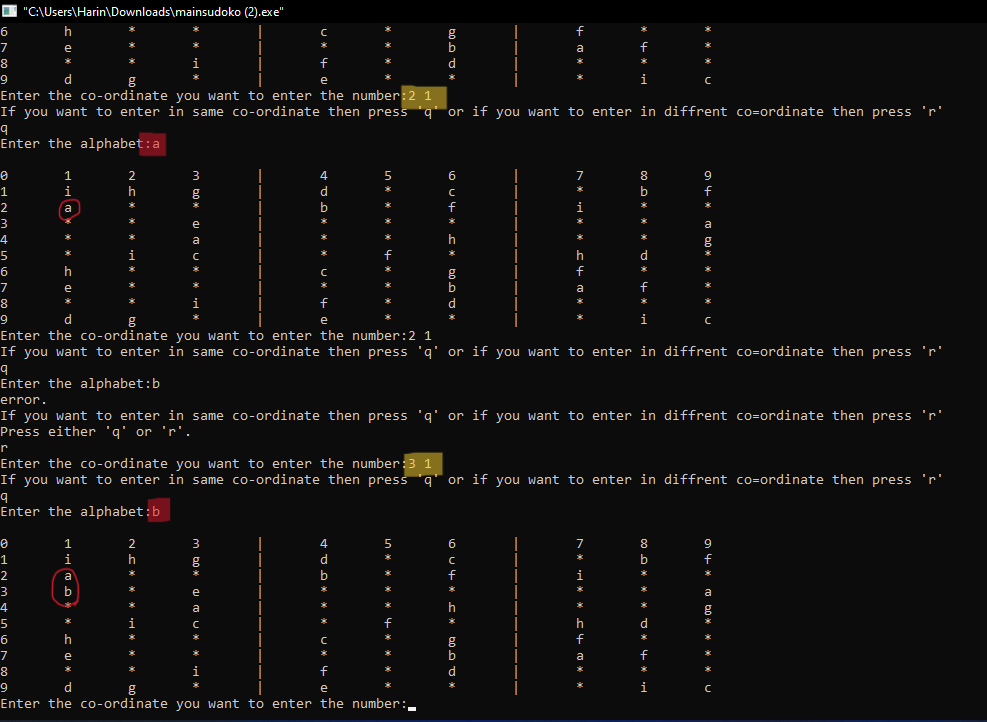 "C:\Users\Harin\Downloads\mainsudoko (2).exe"
6 h * * | c * g | f * *
7 e * * | * * b | a f *
8 * * i | f * d | * * *
9 d g * | e * * | * i c
Enter the co-ordinate you want to enter the number:2 1
If you want to enter in same co-ordinate then press 'q' or if you want to enter in diffrent co=ordinate then press 'r'
q
Enter the alphabet:a
0 1 2 3 | 4 5 6 | 7 8 9
1 i h g | d * c | * b f
2 a * * | b * f | i * *
3 * * e | * * * | * * a
4 * * a | * * h | * * g
5 * i c | * f * | h d *
6 h * * | c * g | f * *
7 e * * | * * b | a f *
8 * * i | f * d | * * *
9 d g * | e * * | * i c
Enter the co-ordinate you want to enter the number:2 1
If you want to enter in same co-ordinate then press 'q' or if you want to enter in diffrent co=ordinate then press 'r'
q
Enter the alphabet:b
error.
If you want to enter in same co-ordinate then press 'q' or if you want to enter in diffrent co=ordinate then press 'r'
Press either 'q' or 'r'.
r
Enter the co-ordinate you want to enter the number:3 1
If you want to enter in same co-ordinate then press 'q' or if you want to enter in diffrent co=ordinate then press 'r'
q
Enter the alphabet:b
0 1 2 3 | 4 5 6 | 7 8 9
1 i h g | d * c | * b f
2 a * * | b * f | i * *
3 b * e | * * * | * * a
4 * * a | * * h | * * g
5 * i c | * f * | h d *
6 h * * | c * g | f * *
7 e * * | * * b | a f *
8 * * i | f * d | * * *
9 d g * | e * * | * i c
Enter the co-ordinate you want to enter the number: